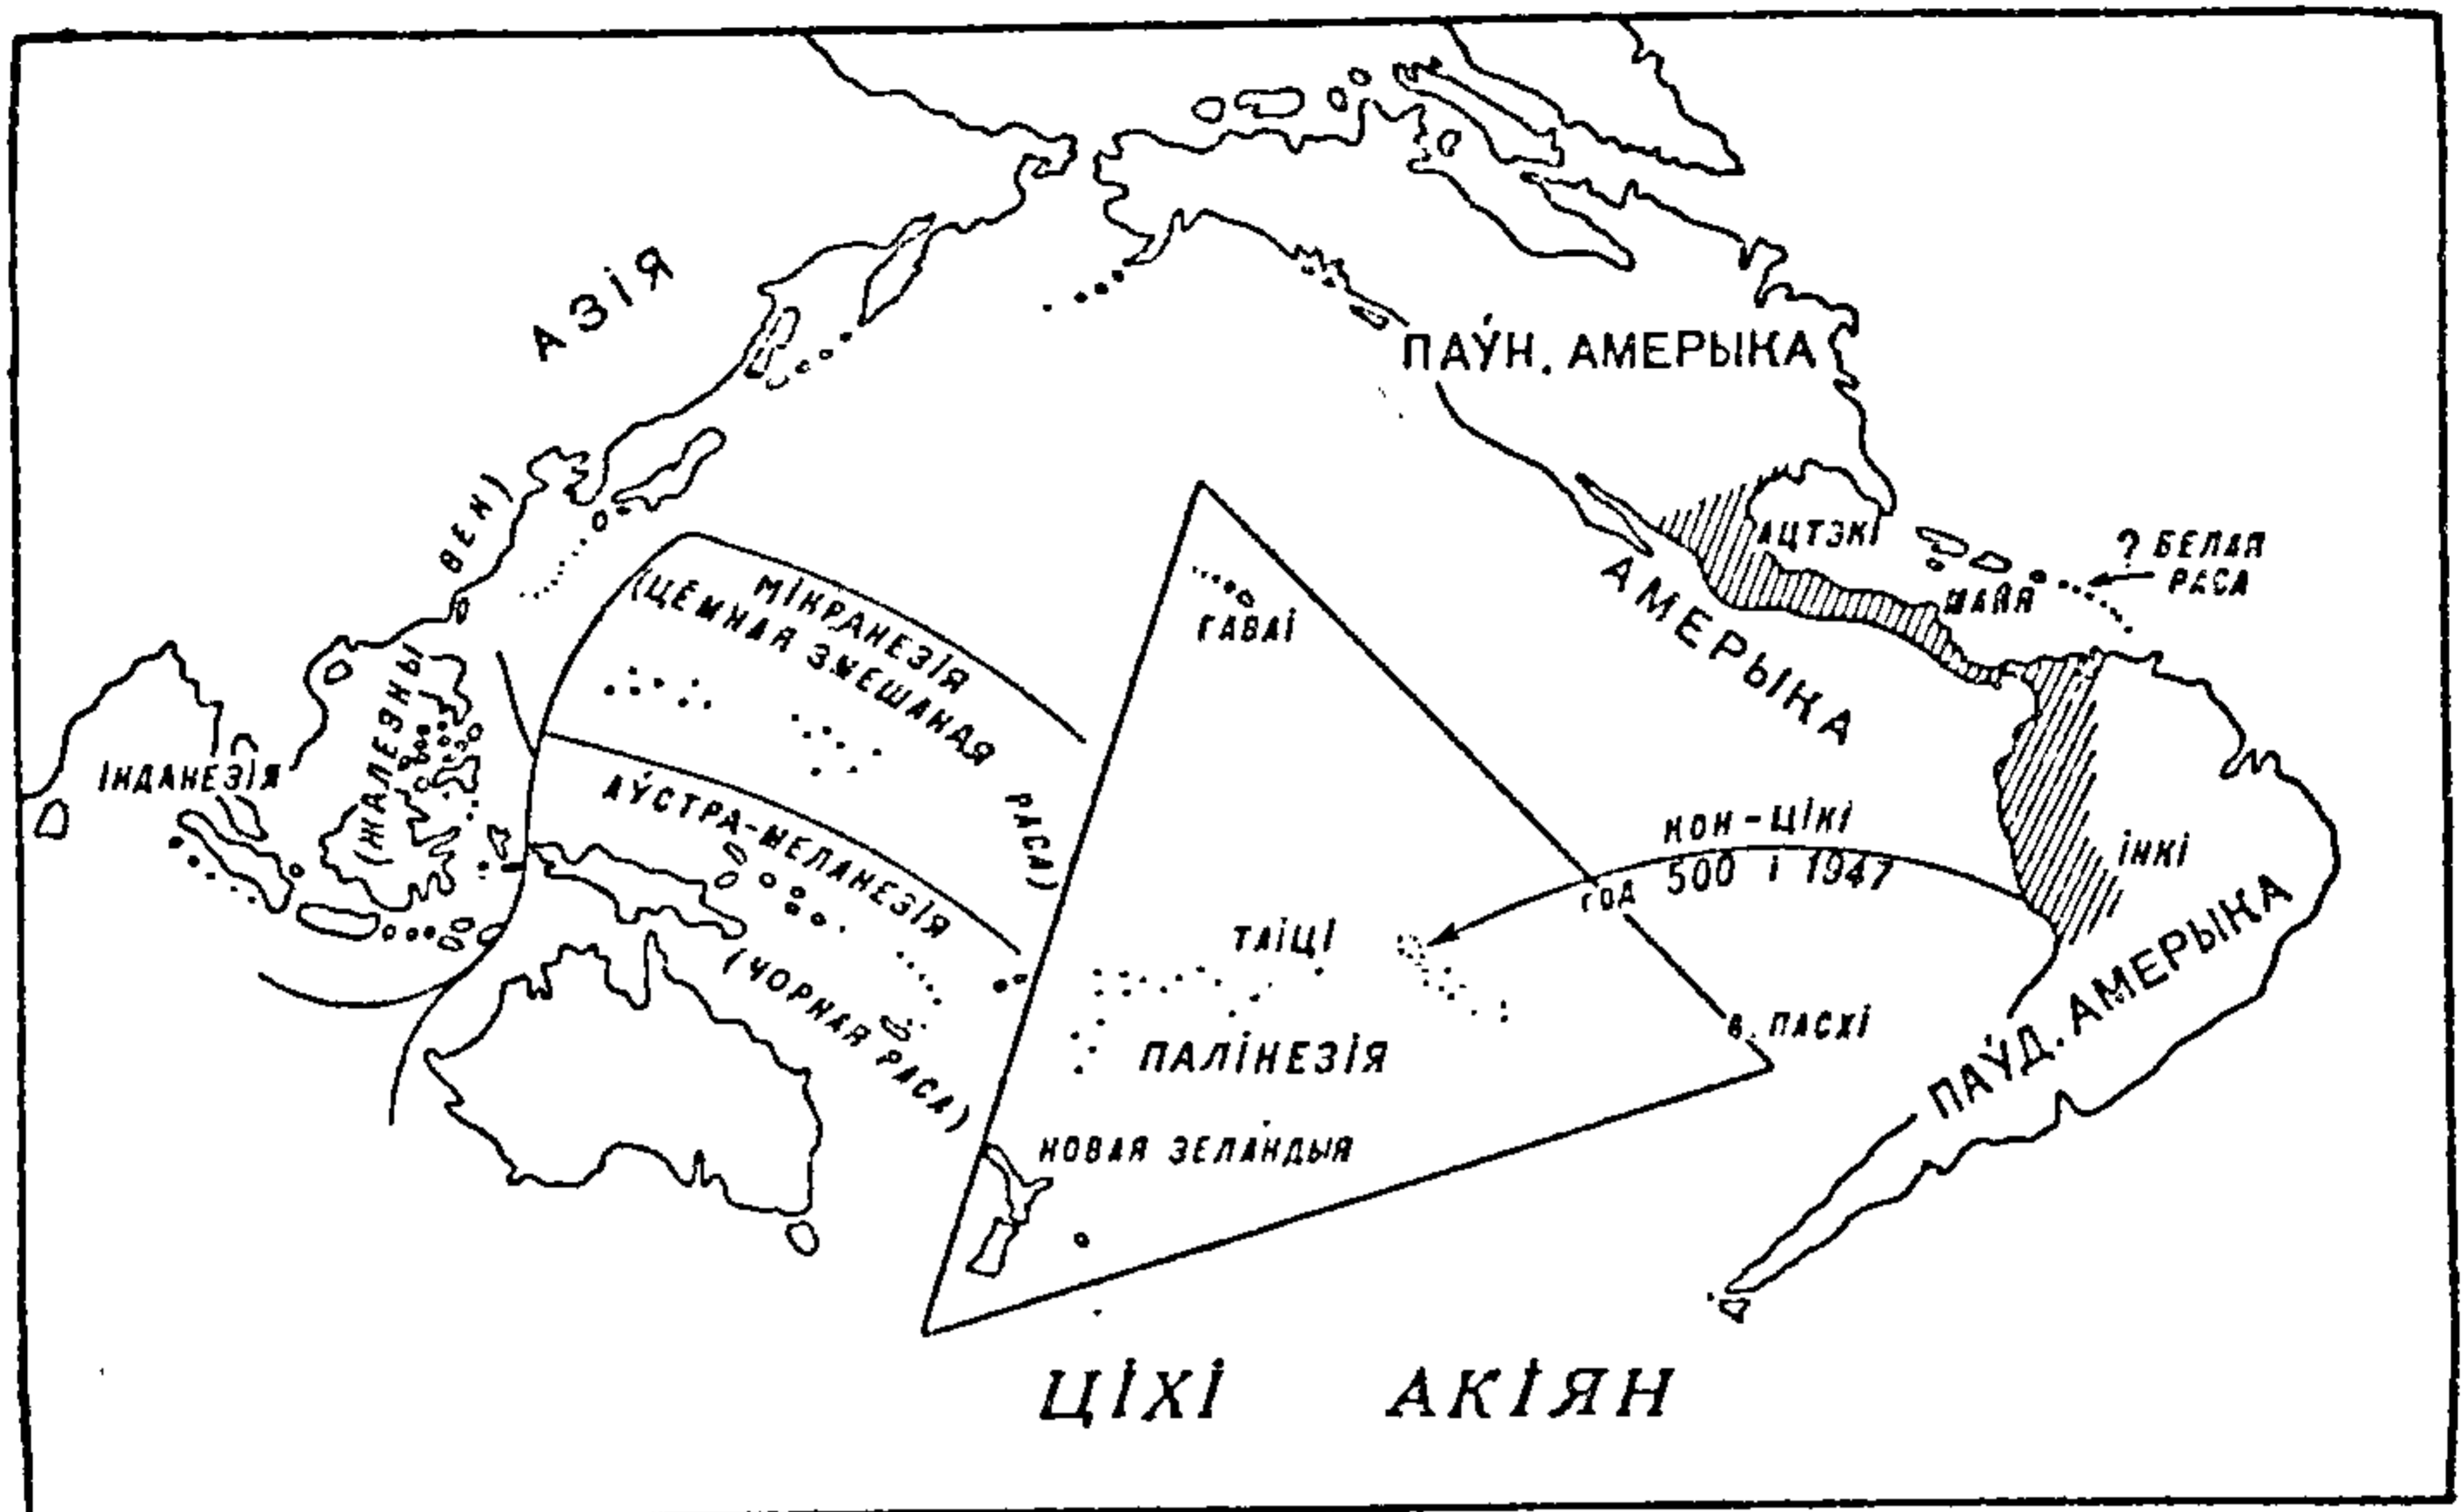 АЗІЯ
ПАЎН. АМЕРЫКА
(ЖАЛЕЗНЫ ВЕК)
АЦТЭКІ
? БЕЛАЯ
РАСА
МАЙЯ
АМЕРЫКА
МІКРАНЕЗІЯ
(ЦЕМНАЯ ЗМЕШАНАЯ РАСА)
ГАВАІ
ІНДАНЕЗІЯ
АЎСТРА-МЕЛАНЕЗІЯ
(ЧОРНАЯ РАСА)
КОН-ЦІКІ
ГОД 500 і 1947
ІНКІ
ТАІЦІ
В. ПАСХІ
ПАЛІНЕЗІЯ
ПАЎД. АМЕРЫКА
НОВАЯ ЗЕЛАНДЫЯ
ЦІХІ АКІЯН